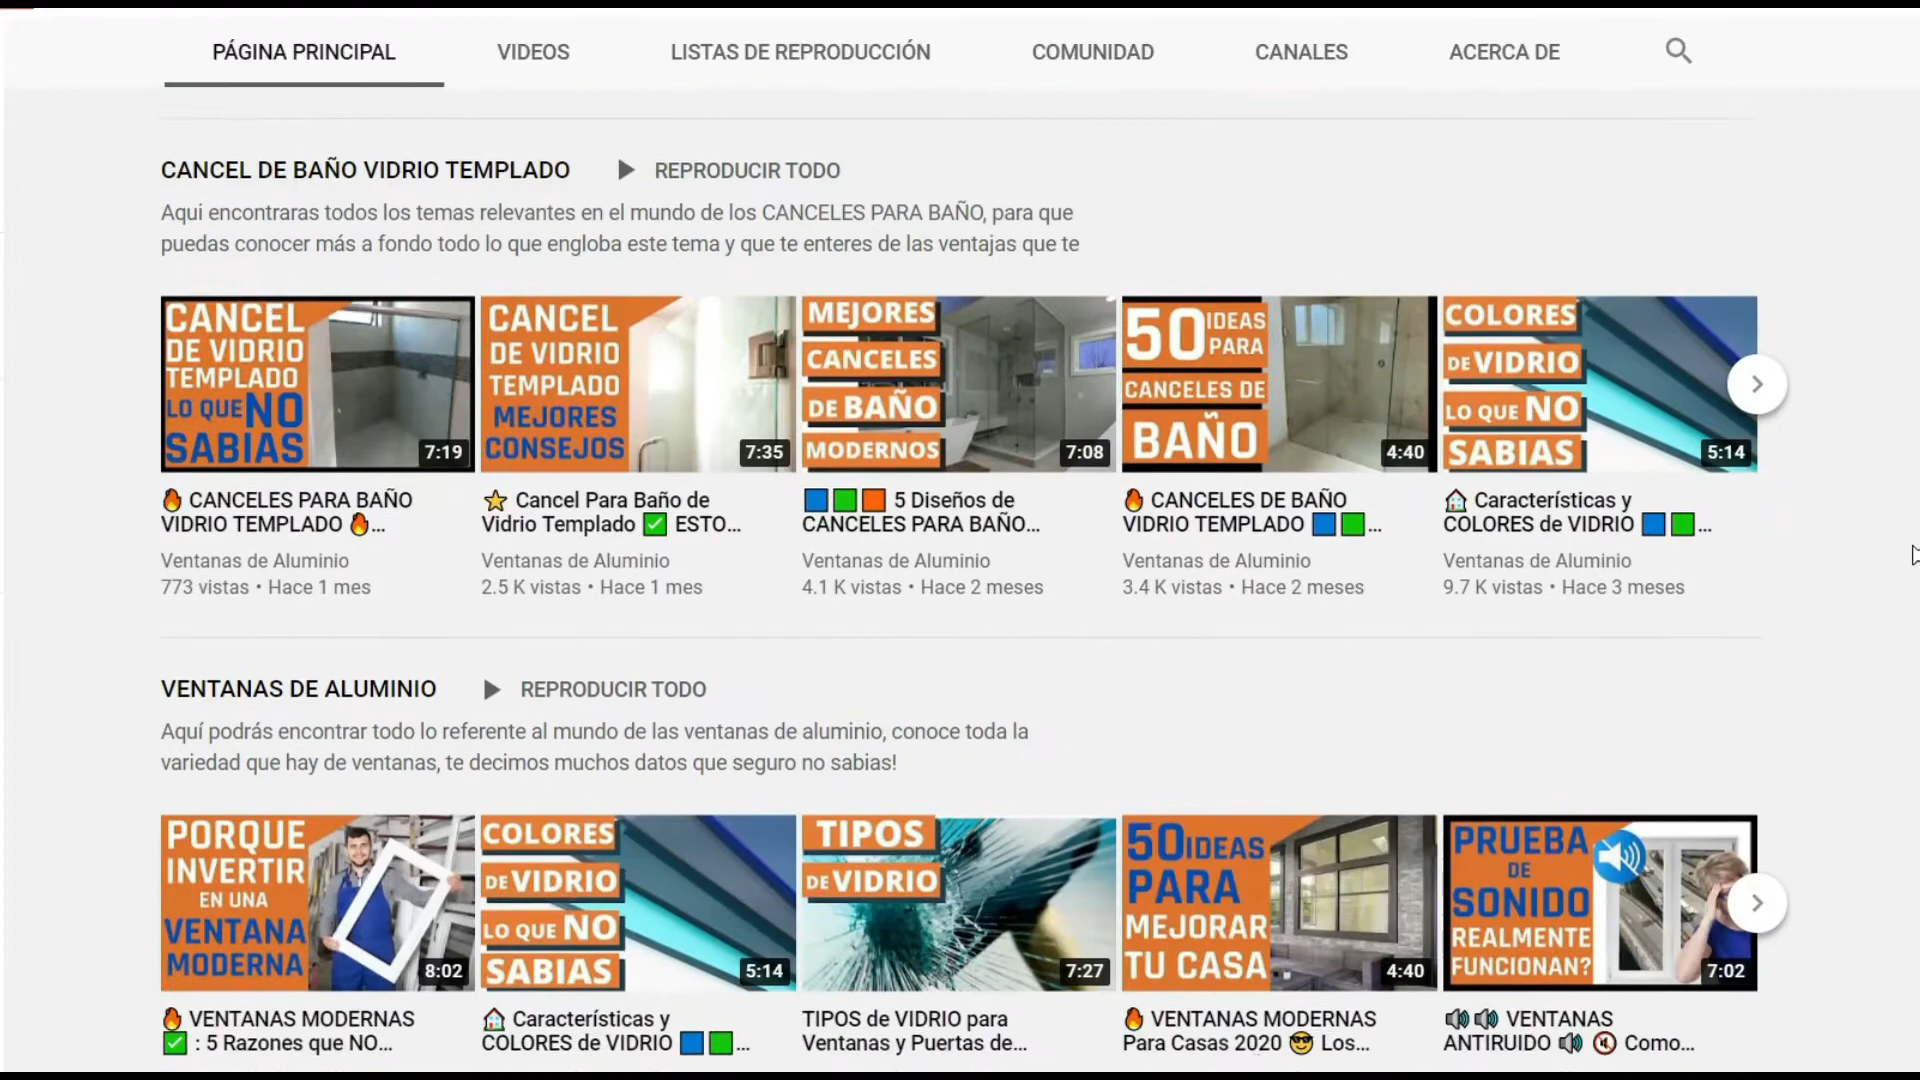 PÁGINA PRINCIPAL VIDEOS LISTAS DE REPRODUCCIÓN COMUNIDAD CANALES ACERCA DE
CANCEL DE BAÑO VIDRIO TEMPLADO REPRODUCIR TODO
Aqui encontraras todos los temas relevantes en el mundo de los CANCELES PARA BAÑO, para que
puedas conocer más a fondo todo lo que engloba este tema y que te enteres de las ventajas que te
CANCEL
DE VIDRIO
TEMPLADO
LO QUE NO
SABIAS
7:19
CANCEL
DE VIDRIO
TEMPLADO
MEJORES
CONSEJOS
7:35
MEJORES
CANCELES
DE BAÑO
MODERNOS
7:08
50 IDEAS
PARA
CANCELES DE
BAÑO
4:40
COLORES
DE VIDRIO
LO QUE NO
SABIAS
5:14
🔥 CANCELES PARA BAÑO
VIDRIO TEMPLADO 🔥...
Ventanas de Aluminio
773 vistas • Hace 1 mes
⭐ Cancel Para Baño de
Vidrio Templado ✅ ESTO...
Ventanas de Aluminio
2.5 K vistas • Hace 1 mes
🟦🟩🟧 5 Diseños de
CANCELES PARA BAÑO...
Ventanas de Aluminio
4.1 K vistas • Hace 2 meses
🔥 CANCELES DE BAÑO
VIDRIO TEMPLADO 🟦🟩...
Ventanas de Aluminio
3.4 K vistas • Hace 2 meses
🏠 Características y
COLORES de VIDRIO 🟦🟩...
Ventanas de Aluminio
9.7 K vistas • Hace 3 meses
VENTANAS DE ALUMINIO REPRODUCIR TODO
Aquí podrás encontrar todo lo referente al mundo de las ventanas de aluminio, conoce toda la
variedad que hay de ventanas, te decimos muchos datos que seguro no sabias!
PORQUE
INVERTIR
EN UNA
VENTANA
MODERNA
8:02
COLORES
DE VIDRIO
LO QUE NO
SABIAS
5:14
TIPOS
DE VIDRIO
7:27
50 IDEAS
PARA
MEJORAR
TU CASA
4:40
PRUEBA
DE
SONIDO
REALMENTE
FUNCIONAN?
7:02
🔥 VENTANAS MODERNAS
✅ : 5 Razones que NO...
🏠 Características y
COLORES de VIDRIO 🟦🟩...
TIPOS de VIDRIO para
Ventanas y Puertas de...
🔥 VENTANAS MODERNAS
Para Casas 2020 😎 Los...
🔊🔊 VENTANAS
ANTIRUIDO 🔊 🔇 Como...